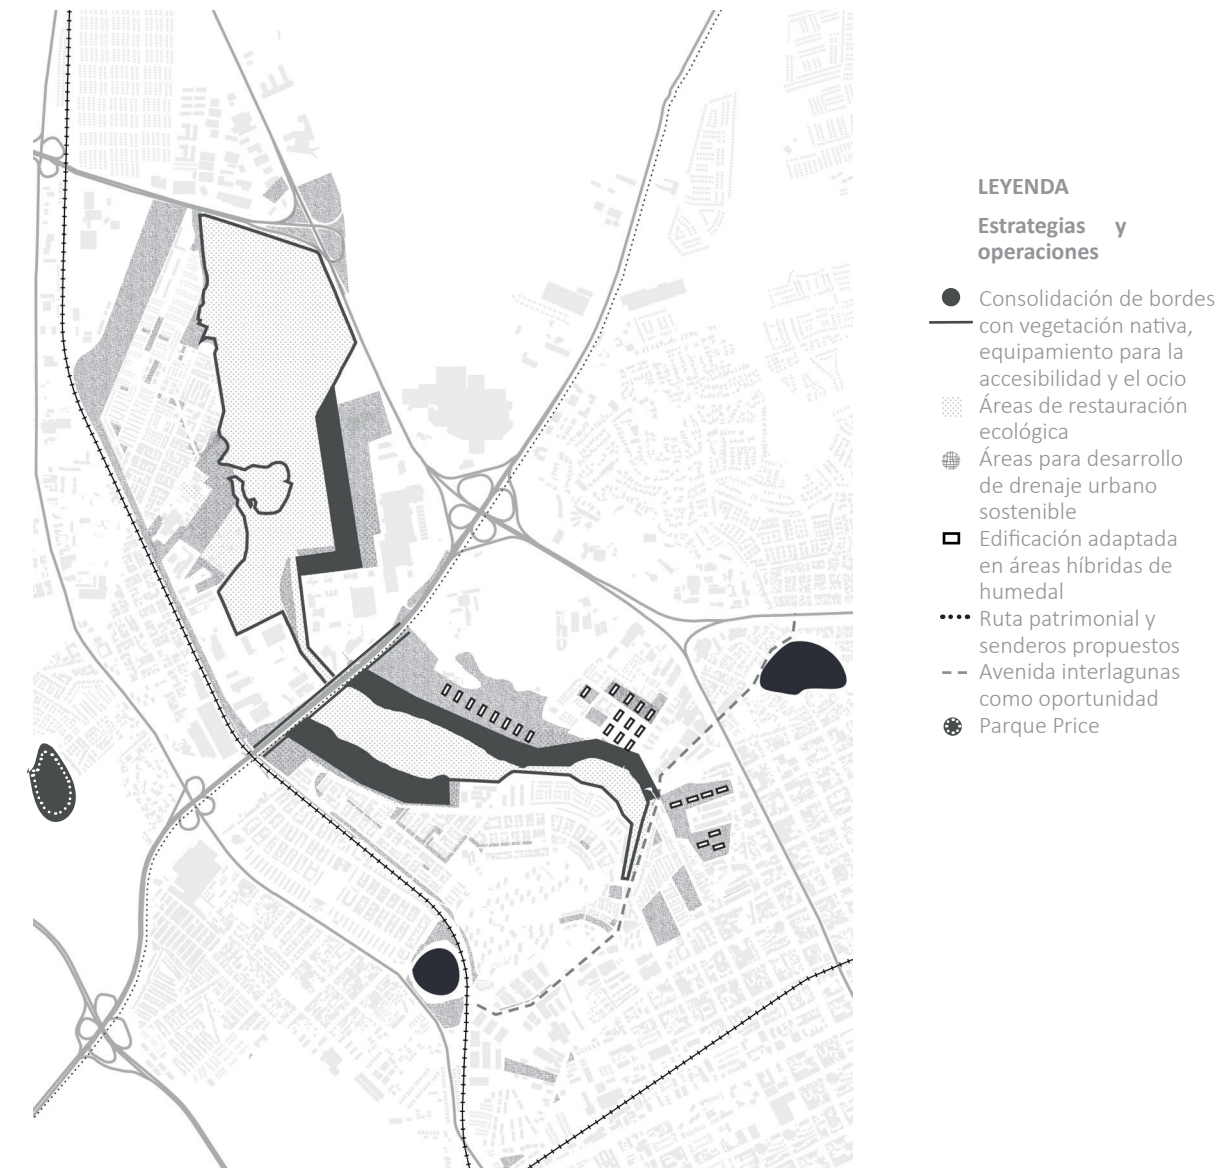 LEYENDA
Estrategias y
operaciones
Consolidación de bordes
con vegetación nativa,
equipamiento para la
accesibilidad y el ocio
Áreas de restauración
ecológica
Áreas para desarrollo
de drenaje urbano
sostenible
Edificación adaptada
en áreas híbridas de
humedal
Ruta patrimonial y
senderos propuestos
Avenida interlagunas
como oportunidad
Parque Price